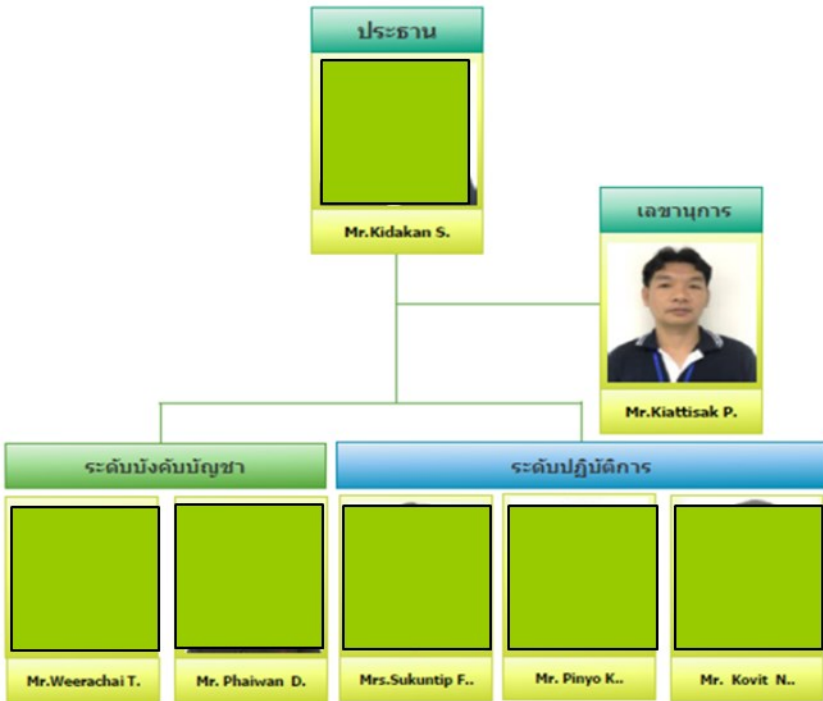 ประธาน
Mr.Kidakan S.
เลขานุการ
Mr.Kiattisak P.
ระดับบังคับบัญชา
ระดับปฏิบัติการ
Mr.Weerachai T.
Mr. Phaiwan D.
Mrs.Sukuntip F..
Mr. Pinyo K..
Mr. Kovit N..